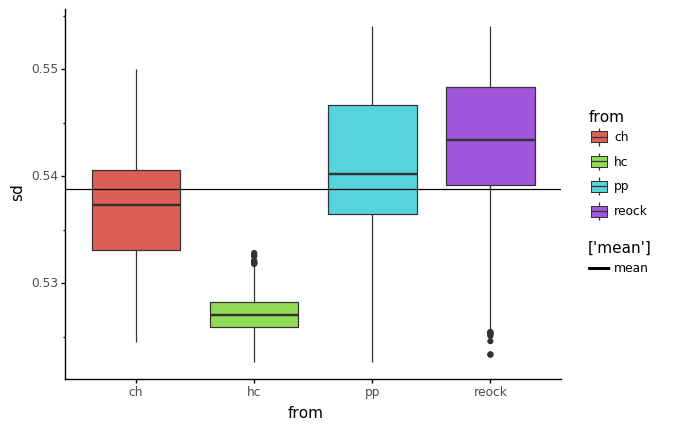 0.55
0.54
0.53
sd
ch
hc
pp
reock
from
from
ch
hc
pp
reock
['mean']
mean